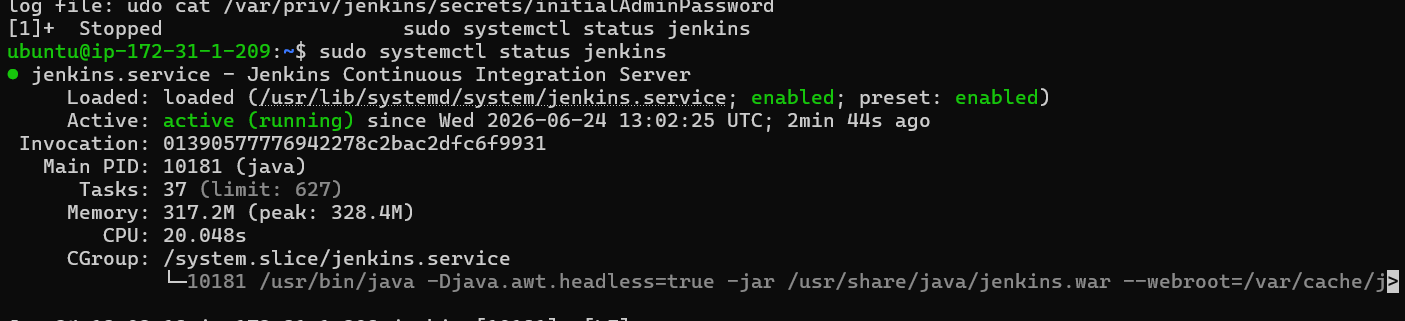 log file: udo cat /var/priv/jenkins/secrets/initialAdminPassword
[1]+  Stopped                    sudo systemctl status jenkins
ubuntu@ip-172-31-1-209:~$ sudo systemctl status jenkins
● jenkins.service - Jenkins Continuous Integration Server
     Loaded: loaded (/usr/lib/systemd/system/jenkins.service; enabled; preset: enabled)
     Active: active (running) since Wed 2026-06-24 13:02:25 UTC; 2min 44s ago
 Invocation: 01390577776942278c2bac2dfc6f9931
   Main PID: 10181 (java)
      Tasks: 37 (limit: 627)
     Memory: 317.2M (peak: 328.4M)
        CPU: 20.048s
     CGroup: /system.slice/jenkins.service
             └─10181 /usr/bin/java -Djava.awt.headless=true -jar /usr/share/java/jenkins.war --webroot=/var/cache/j>